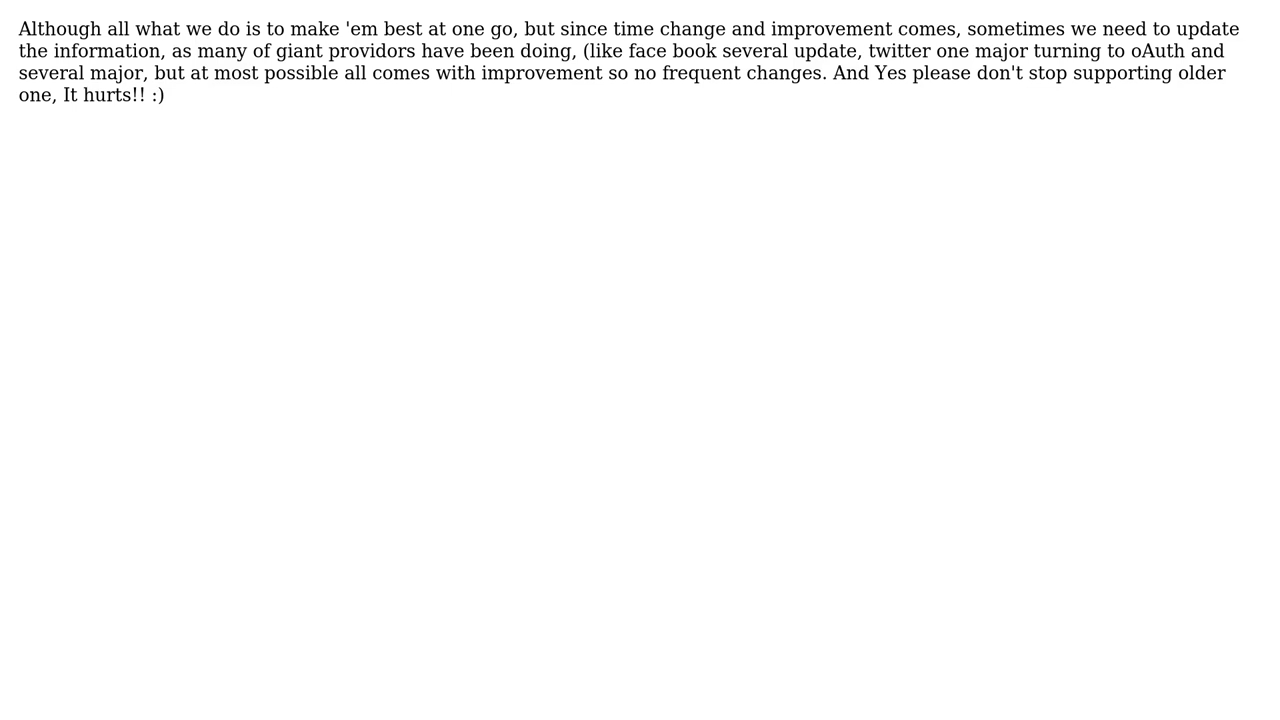 Although all what we do is to make 'em best at one go, but since time change and improvement comes, sometimes we need to update
the information, as many of giant providors have been doing, (like face book several update, twitter one major turning to oAuth and
several major, but at most possible all comes with improvement so no frequent changes. And Yes please don't stop supporting older
one, It hurts!! :)